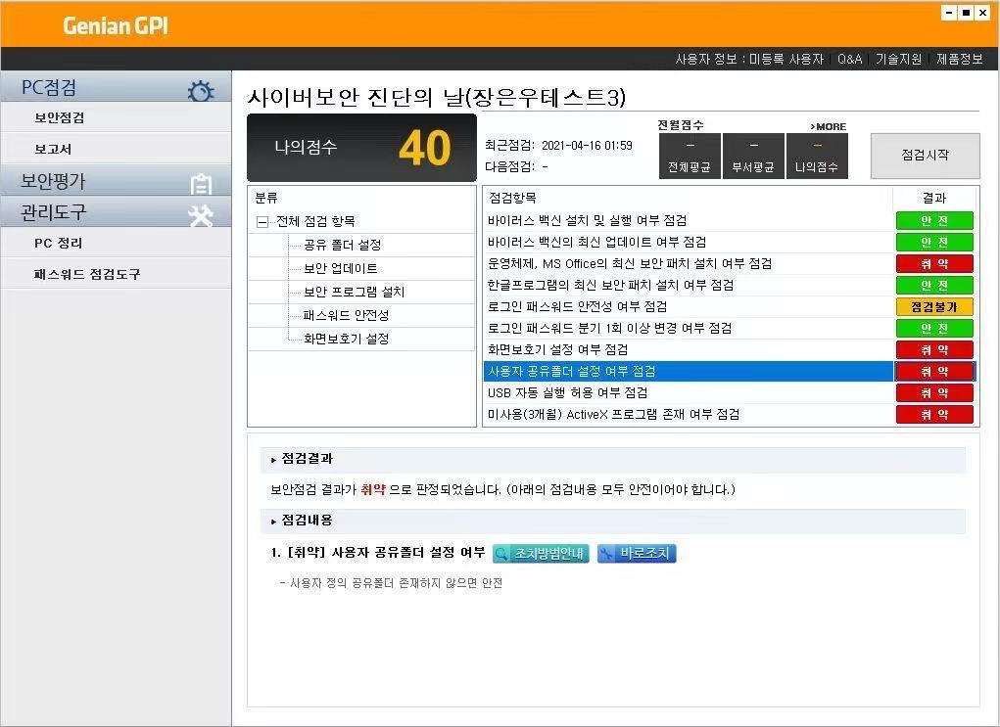 Genian GPI
사용자 정보 : 미등록 사용자 | Q&A | 기술지원 | 제품정보
PC점검
보안점검
보고서
보안평가
관리도구
PC 정리
패스워드 점검도구
사이버보안 진단의 날(장은우테스트3)
나의점수 40
최근점검: 2021-04-16 01:59
다음점검: -
전월점수 >MORE
- - -
전체평균 부서평균 나의점수
점검시작
분류
전체 점검 항목
공유 폴더 설정
보안 업데이트
보안 프로그램 설치
패스워드 안전성
화면보호기 설정
점검항목 결과
바이러스 백신 설치 및 실행 여부 점검 안 전
바이러스 백신의 최신 업데이트 여부 점검 안 전
운영체제, MS Office의 최신 보안 패치 설치 여부 점검 취 약
한글프로그램의 최신 보안 패치 설치 여부 점검 안 전
로그인 패스워드 안전성 여부 점검 점검불가
로그인 패스워드 분기 1회 이상 변경 여부 점검 안 전
화면보호기 설정 여부 점검 취 약
사용자 공유폴더 설정 여부 점검 취 약
USB 자동 실행 허용 여부 점검 취 약
미사용(3개월) ActiveX 프로그램 존재 여부 점검 취 약
점검결과
보안점검 결과가 취약 으로 판정되었습니다. (아래의 점검내용 모두 안전이어야 합니다.)
점검내용
1. [취약] 사용자 공유폴더 설정 여부 조치방법안내 바로조치
- 사용자 정의 공유폴더 존재하지 않으면 안전